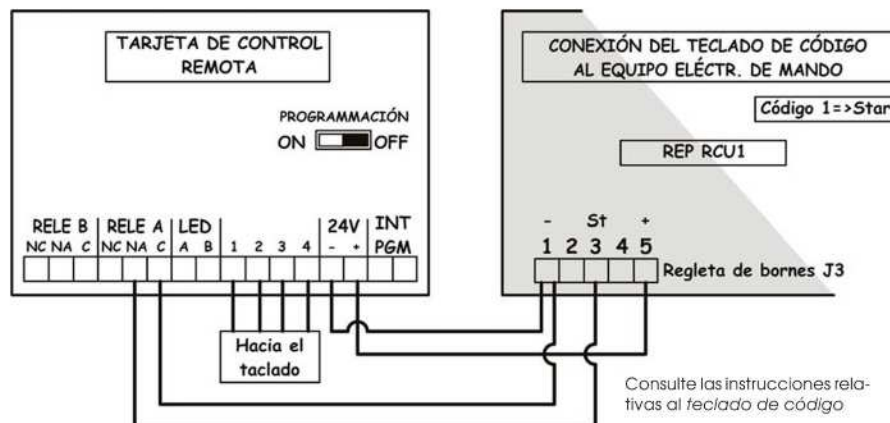 TARJETA DE CONTROL
REMOTA
PROGRAMMACIÓN
ON OFF
RELE B RELE A LED 24V INT
NC NA C NC NA C A B 1 2 3 4 - + PGM
Hacia el
taclado
CONEXIÓN DEL TECLADO DE CÓDIGO
AL EQUIPO ELÉCTR. DE MANDO
Código 1=>Star
REP RCU1
- St +
1 2 3 4 5
Regleta de bornes J3
Consulte las instrucciones rela-
tivas al teclado de código